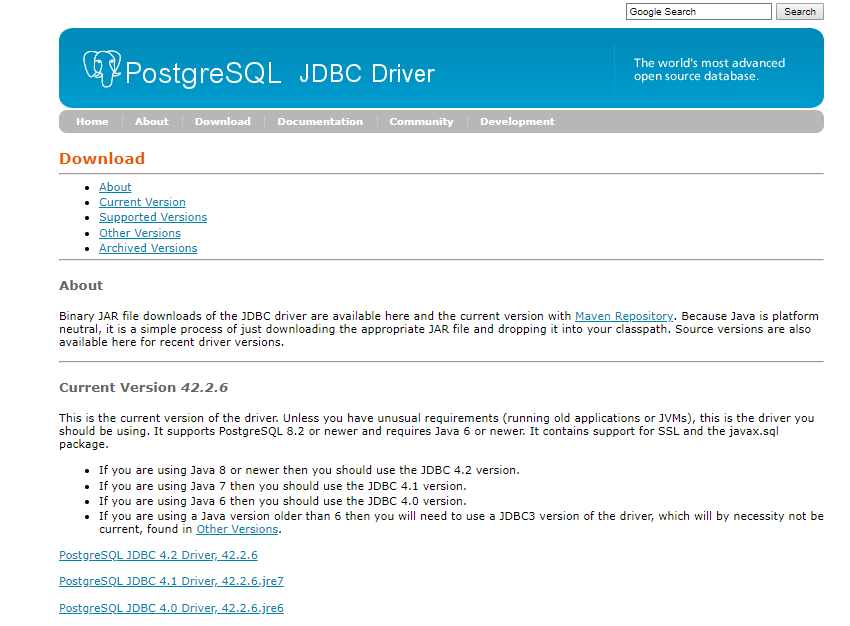 Google Search Search
PostgreSQL JDBC Driver
The world's most advanced
open source database.
Home About Download Documentation Community Development
Download
About
Current Version
Supported Versions
Other Versions
Archived Versions
About
Binary JAR file downloads of the JDBC driver are available here and the current version with Maven Repository. Because Java is platform
neutral, it is a simple process of just downloading the appropriate JAR file and dropping it into your classpath. Source versions are also
available here for recent driver versions.
Current Version 42.2.6
This is the current version of the driver. Unless you have unusual requirements (running old applications or JVMs), this is the driver you
should be using. It supports PostgreSQL 8.2 or newer and requires Java 6 or newer. It contains support for SSL and the javax.sql
package.
If you are using Java 8 or newer then you should use the JDBC 4.2 version.
If you are using Java 7 then you should use the JDBC 4.1 version.
If you are using Java 6 then you should use the JDBC 4.0 version.
If you are using a Java version older than 6 then you will need to use a JDBC3 version of the driver, which will by necessity not be
current, found in Other Versions.
PostgreSQL JDBC 4.2 Driver, 42.2.6
PostgreSQL JDBC 4.1 Driver, 42.2.6.jre7
PostgreSQL JDBC 4.0 Driver, 42.2.6.jre6